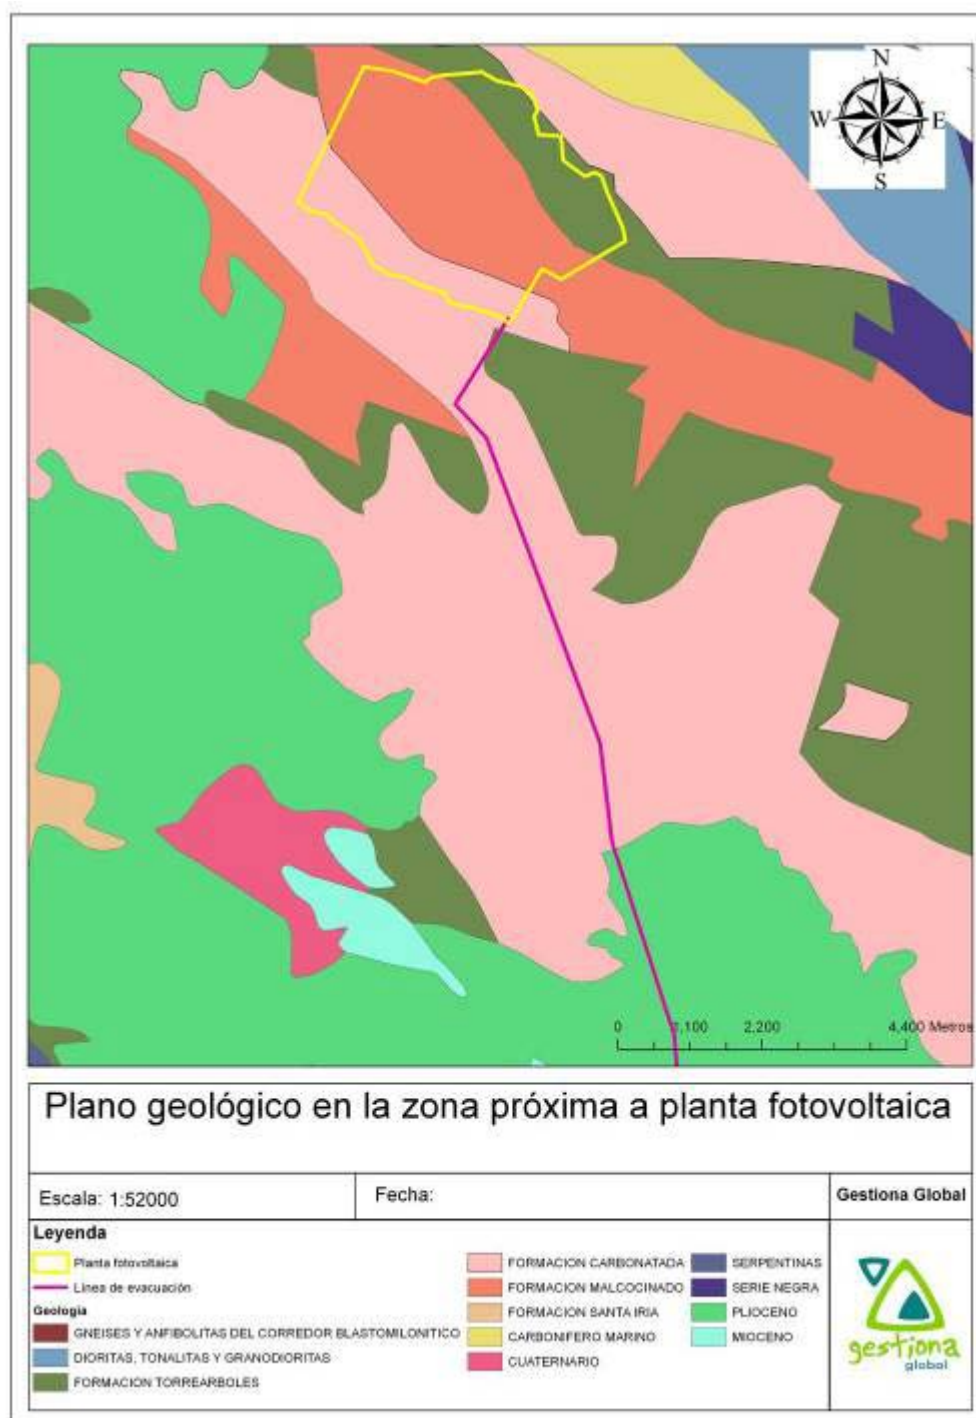 N
W E
S
0 1,100 2,200 4,400 Metros
Plano geológico en la zona próxima a planta fotovoltaica
Escala: 1:52000
Fecha:
Gestiona Global
Leyenda
Planta fotovoltaica
Línea de evacuación
Geología
GNEISES Y ANFIBOLITAS DEL CORREDOR BLASTOMILONITICO
DIORITAS, TONALITAS Y GRANODIORITAS
FORMACION TORREARBOLES
FORMACION CARBONATADA
FORMACION MALCOCINADO
FORMACION SANTA IRIA
CARBONIFERO MARINO
CUATERNARIO
SERPENTINAS
SERIE NEGRA
PLIOCENO
MIOCENO
gestiona
global